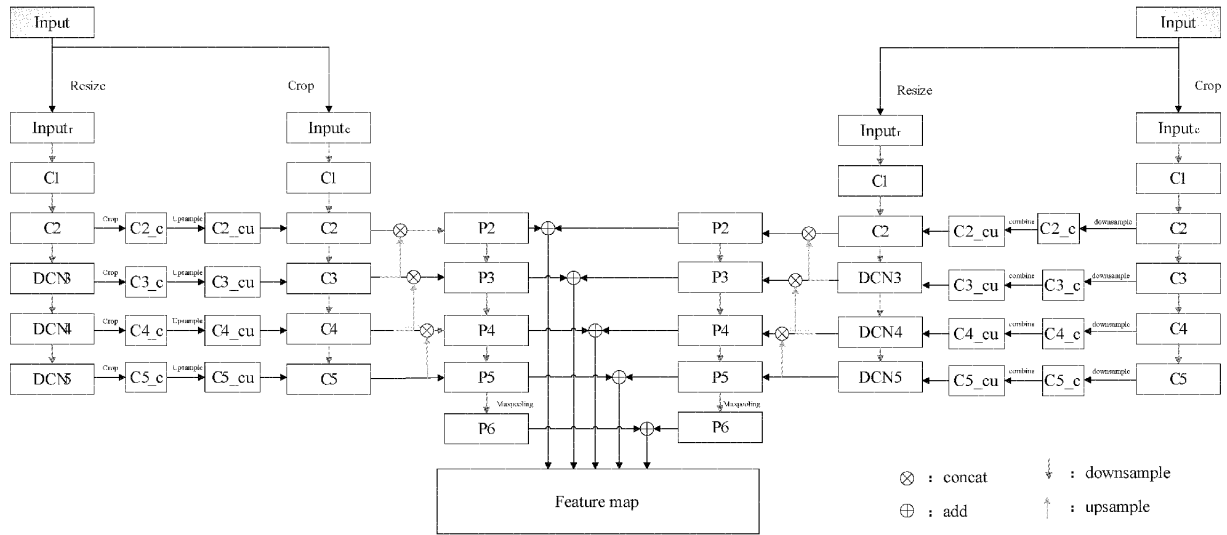 Input
Input
Resize
Crop
Resize
Crop
Inputr
Inputc
Inputr
Inputc
C1
C1
C1
C1
C2
Crop
C2_c
Upsample
C2_cu
C2
P2
P2
C2
C2_cu
combine
C2_c
downsample
C2
DCN3
Crop
C3_c
Upsample
C3_cu
C3
P3
P3
DCN3
C3_cu
combine
C3_c
downsample
C3
DCN4
Crop
C4_c
Upsample
C4_cu
C4
P4
P4
DCN4
C4_cu
combine
C4_c
downsample
C4
DCN5
Crop
C5_c
Upsample
C5_cu
C5
P5
P5
DCN5
C5_cu
combine
C5_c
downsample
C5
Maxpooling
Maxpooling
P6
P6
Feature map
: concat
: downsample
: add
: upsample